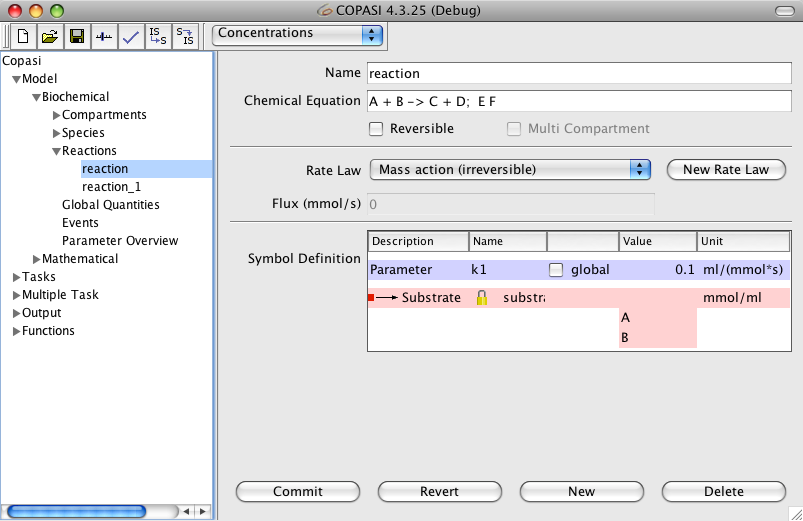 COPASI 4.3.25 (Debug)
IS S
S IS
Concentrations
Copasi
Model
Biochemical
Compartments
Species
Reactions
reaction
reaction_1
Global Quantities
Events
Parameter Overview
Mathematical
Tasks
Multiple Task
Output
Functions
Name reaction
Chemical Equation A + B -> C + D; E F
Reversible Multi Compartment
Rate Law Mass action (irreversible) New Rate Law
Flux (mmol/s) 0
Symbol Definition
Description Name Value Unit
Parameter k1 global 0.1 ml/(mmol*s)
Substrate substra mmol/ml
A
B
Commit Revert New Delete